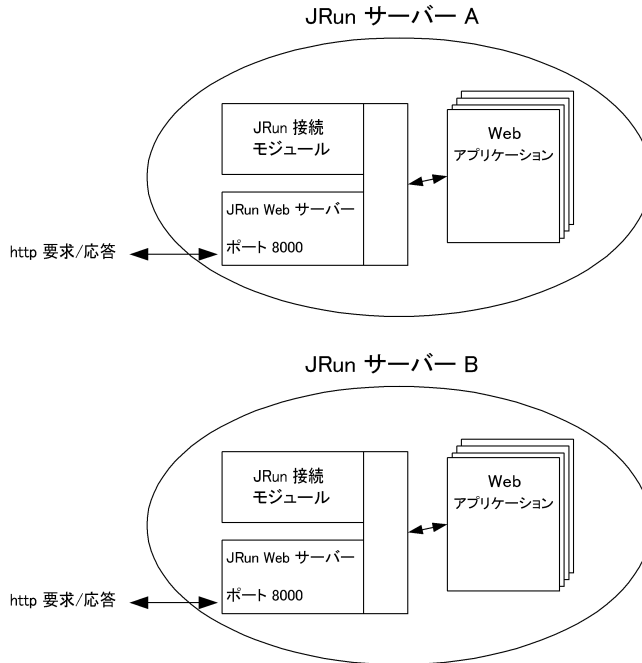 JRun サーバー A
JRun 接続
モジュール
Web
アプリケーション
JRun Web サーバー
ポート 8000
http 要求/応答
JRun サーバー B
JRun 接続
モジュール
Web
アプリケーション
JRun Web サーバー
ポート 8000
http 要求/応答